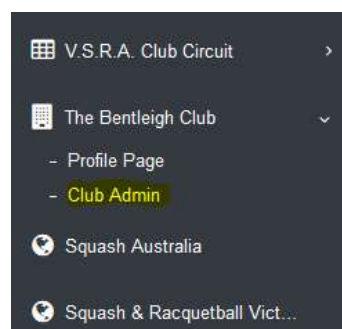 V.S.R.A. Club Circuit
The Bentleigh Club
- Profile Page
- Club Admin
Squash Australia
Squash & Racquetball Vict...